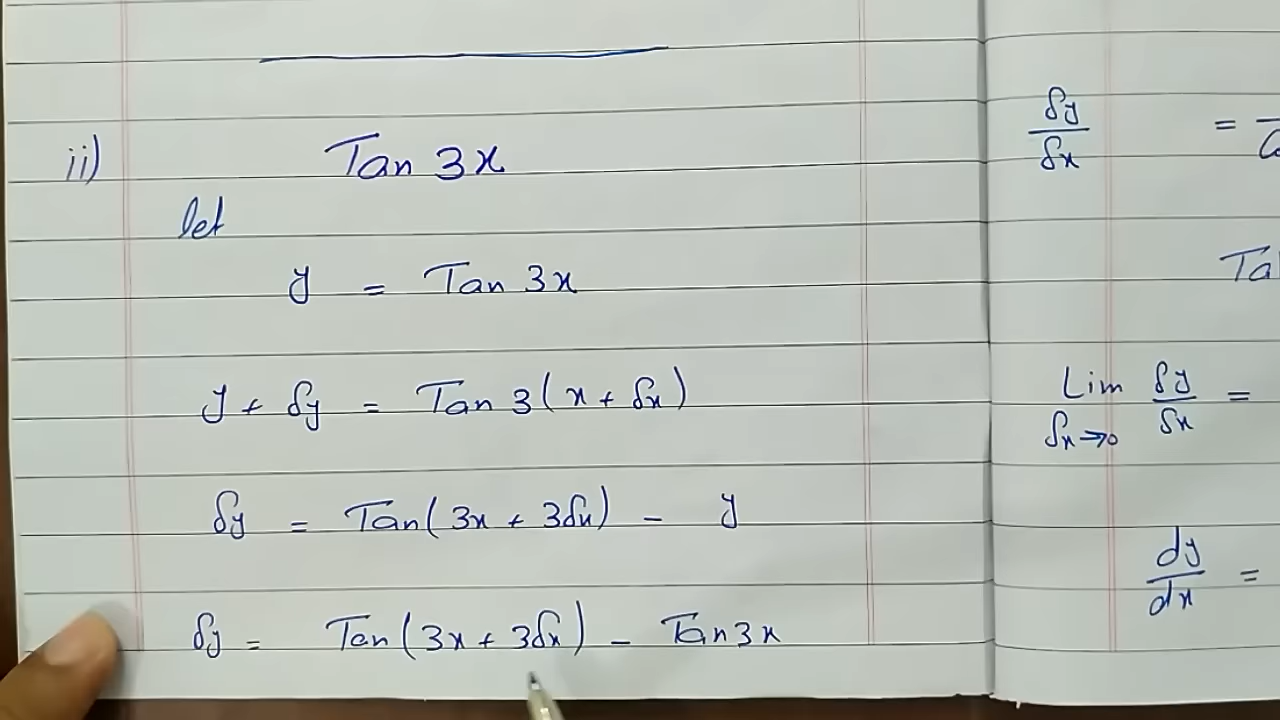 ii) Tan 3x
let
y = Tan 3x
y + δy = Tan 3(x + δx)
δy = Tan(3x + 3δx) - y
δy = Tan(3x + 3δx) - Tan3x
δy/δx =
Ta
Lim δx→0 δy/δx =
dy/dx =